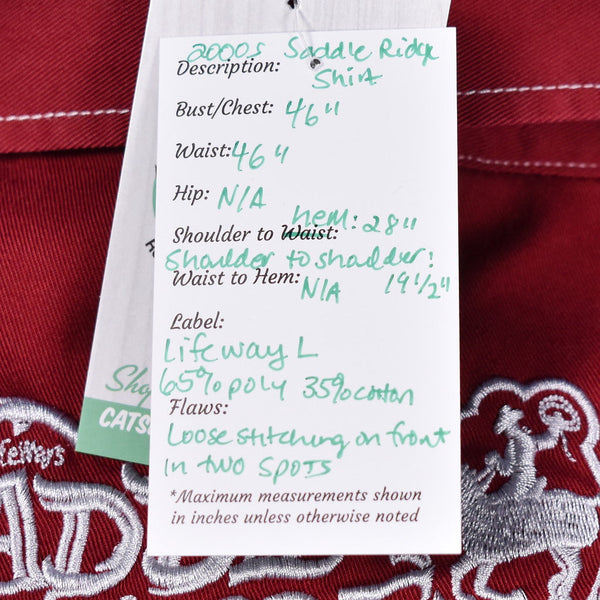 2000s Saddle Ridge
Description: Shirt
Bust/Chest: 46"
Waist: 46"
Hip: N/A
hem: 28"
Shoulder to Waist:
Shoulder to shoulder: 19 1/2"
Waist to Hem: N/A
Label:
Lifeway L
65% poly 35% cotton
Flaws:
Loose stitching on front
in two SPOTS
*Maximum measurements shown
in inches unless otherwise noted
Shop
CATS